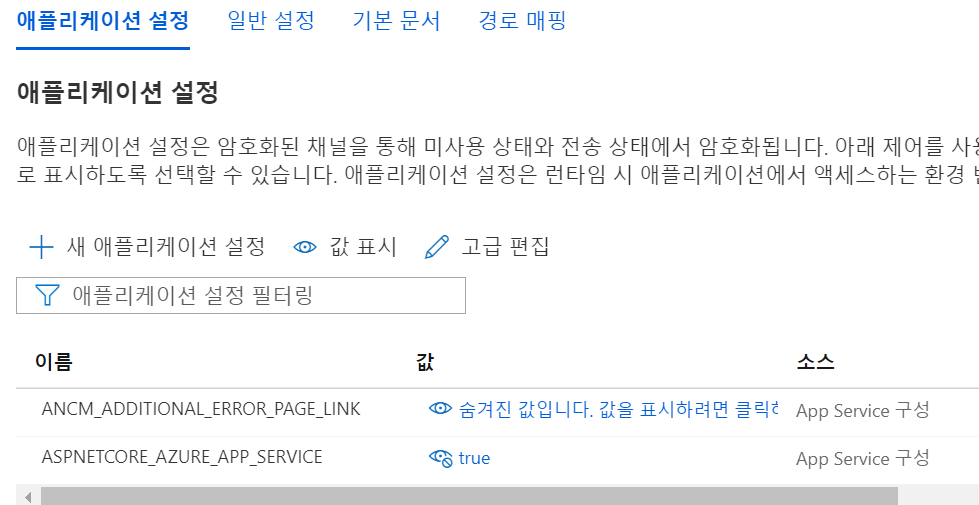 애플리케이션 설정 일반 설정 기본 문서 경로 매핑
애플리케이션 설정
애플리케이션 설정은 암호화된 채널을 통해 미사용 상태와 전송 상태에서 암호화됩니다. 아래 제어를
로 표시하도록 선택할 수 있습니다. 애플리케이션 설정은 런타임 시 애플리케이션에서 액세스하는 환경
새 애플리케이션 설정 값 표시 고급 편집
애플리케이션 설정 필터링
이름 값 소스
ANCM_ADDITIONAL_ERROR_PAGE_LINK 숨겨진 값입니다. 값을 표시하려면 App Service 구성
ASPNETCORE_AZURE_APP_SERVICE true App Service 구성